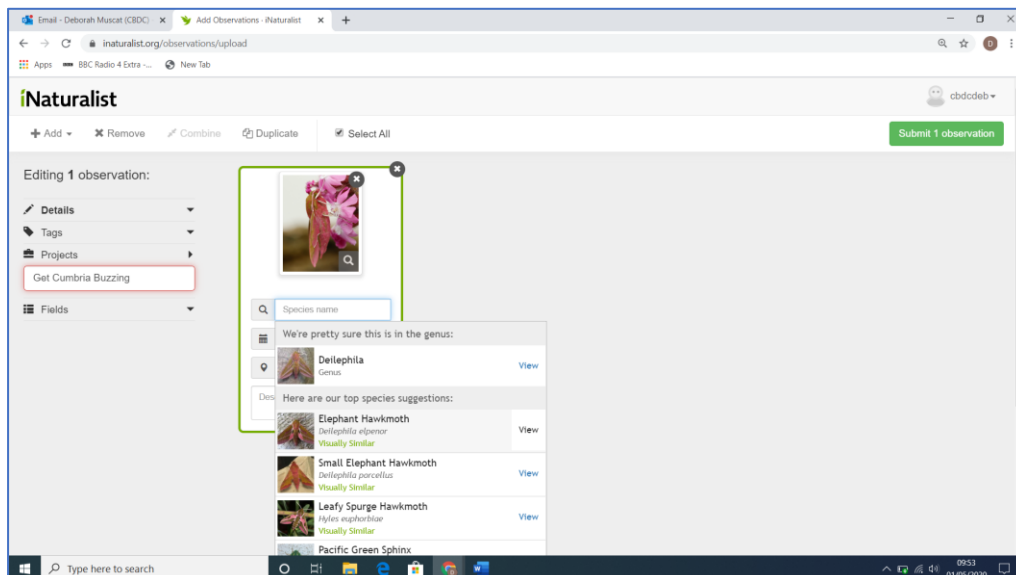 Email - Deborah Muscat (CBDC)
Add Observations · iNaturalist
inaturalist.org/observations/upload
D
Apps
BBC Radio 4 Extra -...
New Tab
iNaturalist
cbdcdeb
Add
Remove
Combine
Duplicate
Select All
Submit 1 observation
Editing 1 observation:
Details
Tags
Projects
Get Cumbria Buzzing
Fields
Species name
Des
We're pretty sure this is in the genus:
Deilephila
Genus
View
Here are our top species suggestions:
Elephant Hawkmoth
Deilephila elpenor
Visually Similar
View
Small Elephant Hawkmoth
Deilephila porcellus
Visually Similar
View
Leafy Spurge Hawkmoth
Hyles euphorbiae
Visually Similar
View
Pacific Green Sphinx
Type here to search
09:53
01/05/2020